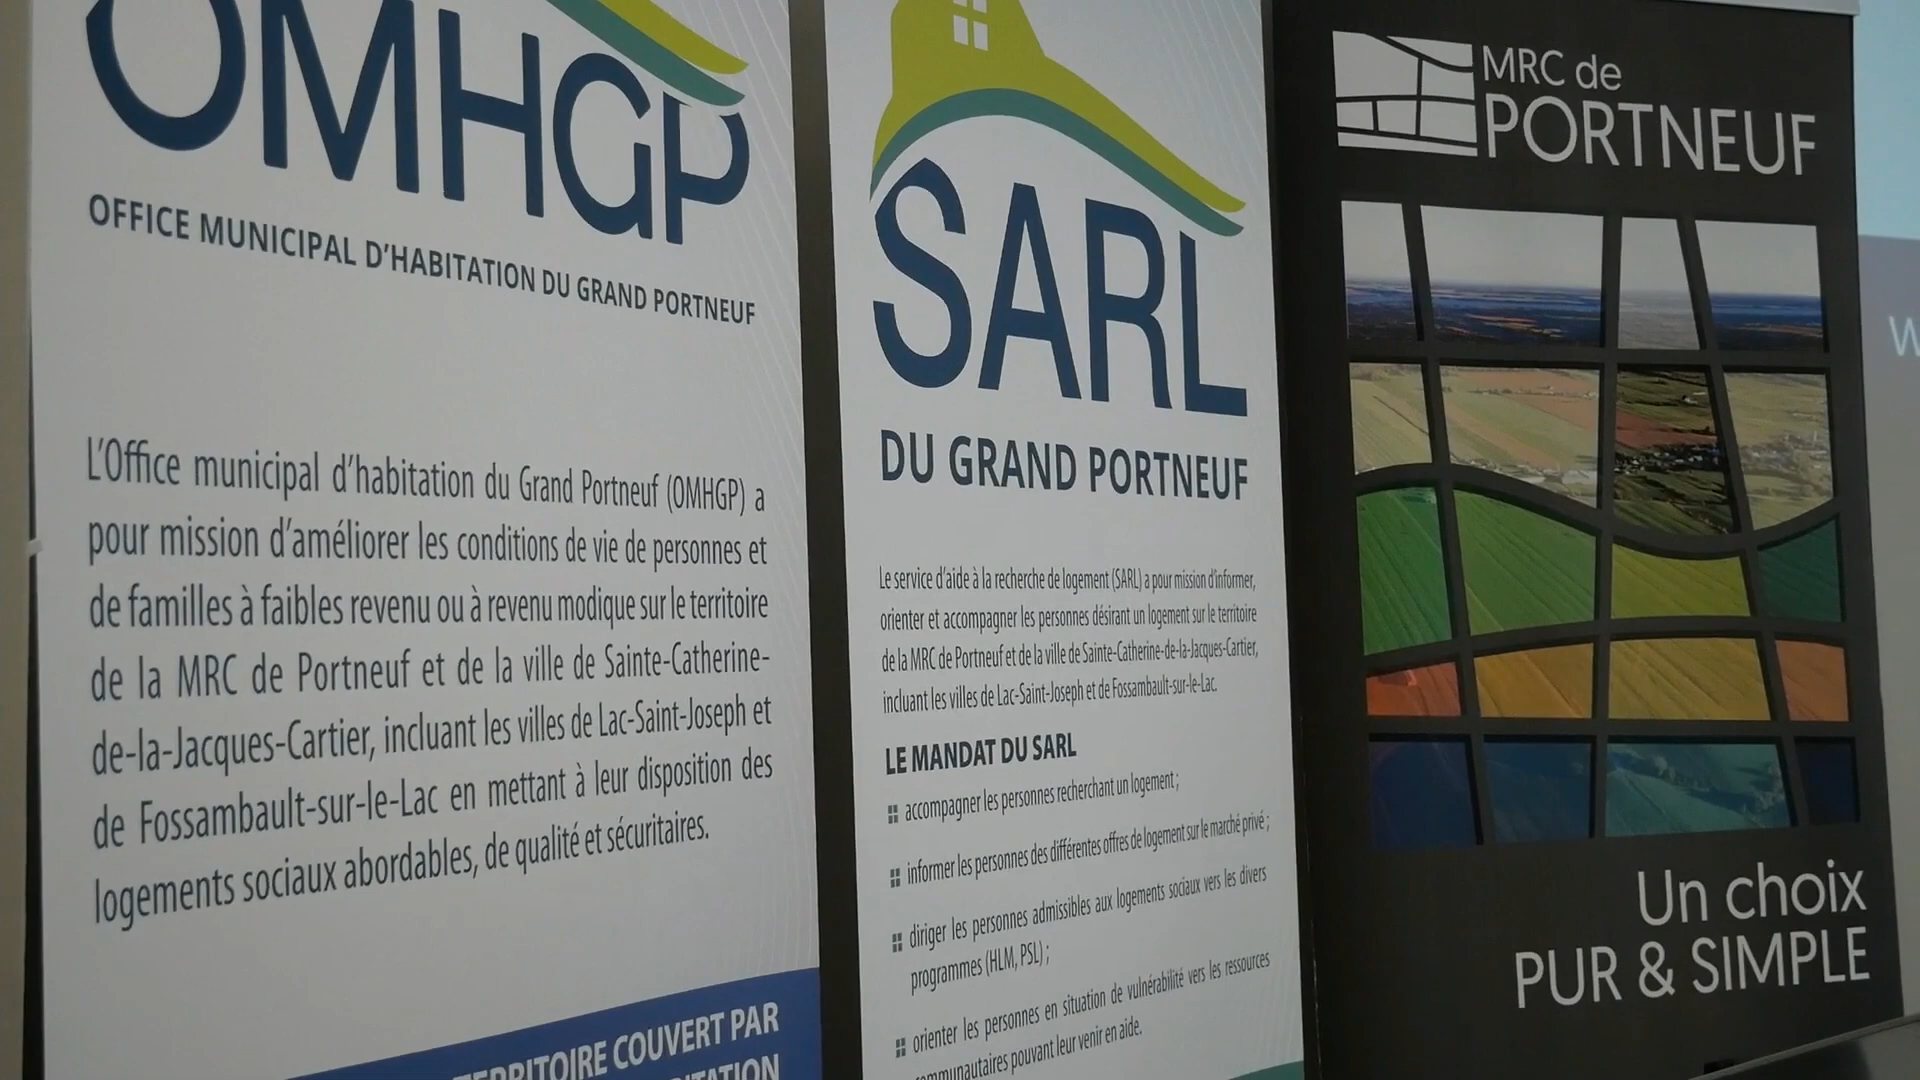 OMHGP
OFFICE MUNICIPAL D'HABITATION DU GRAND PORTNEUF
L'Office municipal d'habitation du Grand Portneuf (OMHGP) a
pour mission d'améliorer les conditions de vie de personnes et
de familles à faibles revenu ou à revenu modique sur le territoire
de la MRC de Portneuf et de la ville de Sainte-Catherine-
de-la-Jacques-Cartier, incluant les villes de Lac-Saint-Joseph et
de Fossambault-sur-le-Lac en mettant à leur disposition des
logements sociaux abordables, de qualité et sécuritaires.
COUVERT PAR
SARL
DU GRAND PORTNEUF
Le service d'aide à la recherche de logement (SARL) a pour mission d'informer,
orienter et accompagner les personnes désirant un logement sur le territoire
de la MRC de Portneuf et de la ville de Sainte-Catherine-de-la-Jacques-Cartier,
incluant les villes de Lac-Saint-Joseph et de Fossambault-sur-le-Lac.
LE MANDAT DU SARL
accompagner les personnes recherchant un logement ;
informer les personnes des différentes offres de logement sur le marché privé ;
diriger les personnes admissibles aux logements sociaux vers les divers
programmes (HLM, PSL) ;
orienter les personnes en situation de vulnérabilité vers les ressources
pouvant leur venir en aide.
MRC de
PORTNEUF
Un choix
PUR & SIMPLE